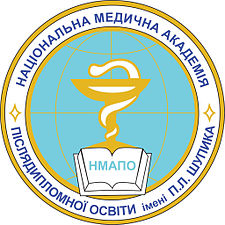 НАЦІОНАЛЬНА МЕДИЧНА АКАДЕМІЯ
НМАПО
ПІСЛЯДИПЛОМНОЇ ОСВІТИ імені П.Л. ШУПИКА